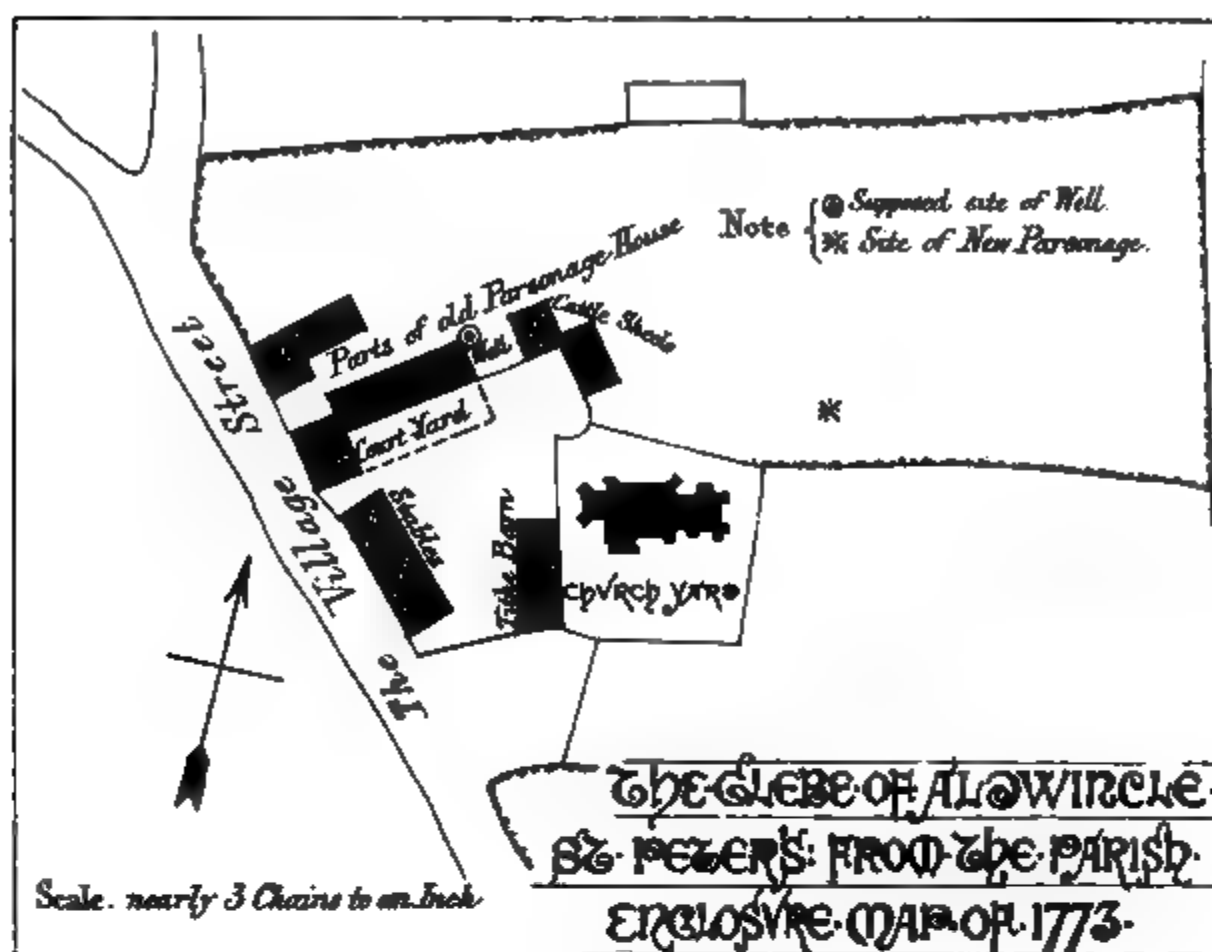 Note
Supposed site of Well.
Site of New Parsonage.
Parts of old Parsonage House
Well
Cattle Sheds
Court Yard
Stables
Tithe Barn
CHVRCH YARD
The Village Street
THE GLEBE OF ALDWINCLE
ST. PETER'S: FROM THE PARISH
ENCLOSVRE MAP OF 1773.
Scale. nearly 3 Chains to an Inch